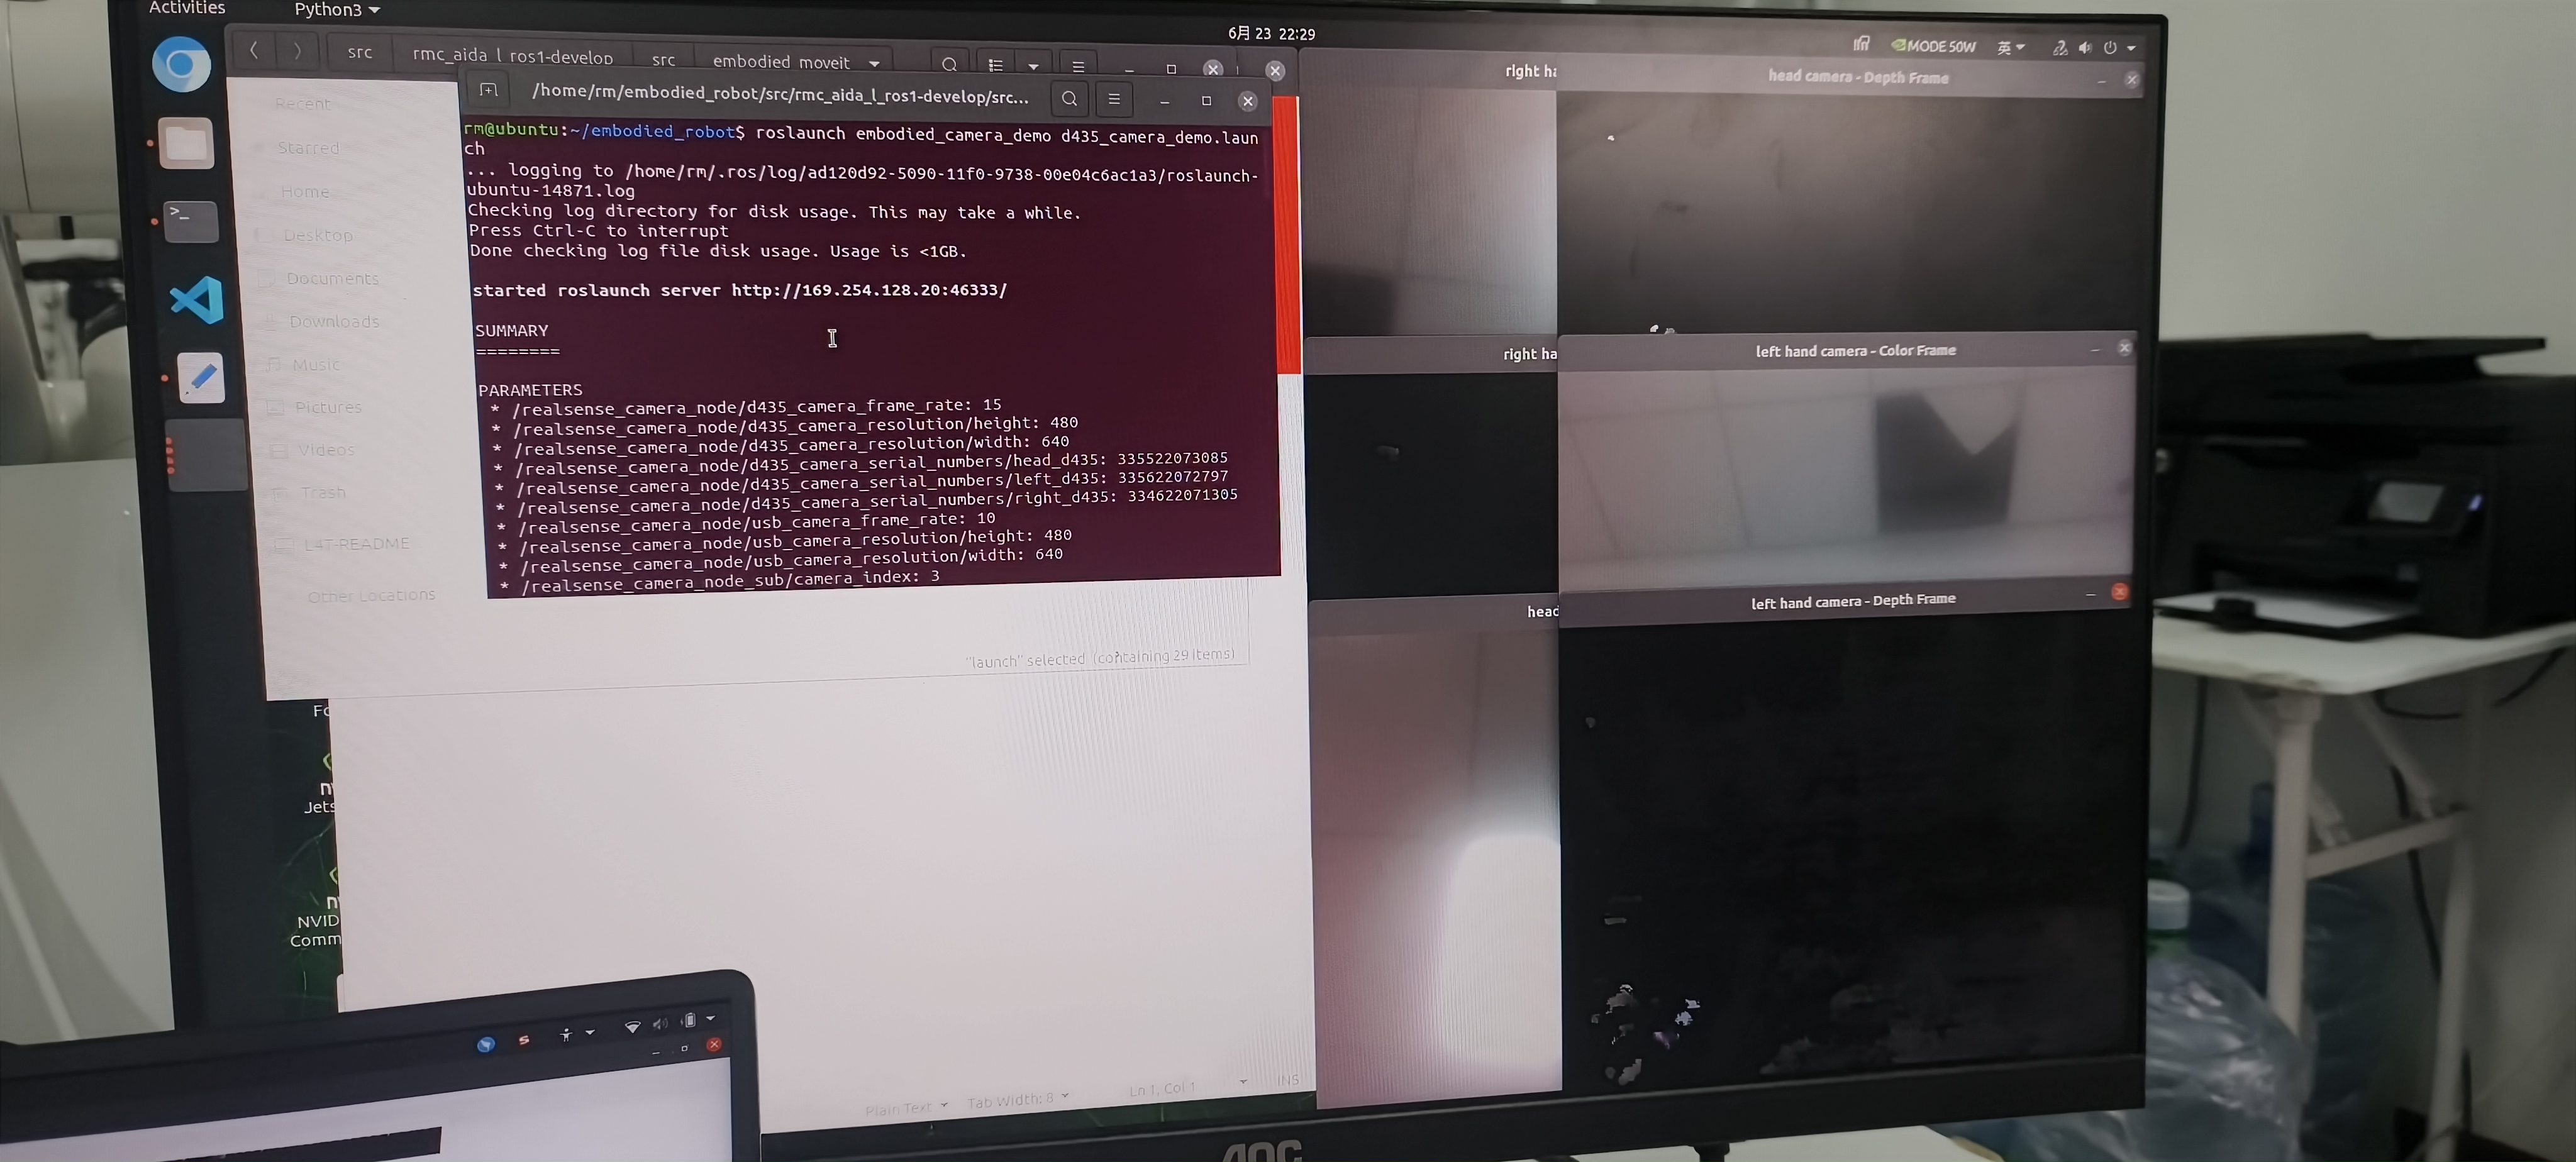 Activities
Python3
6月 23 22:29
MODE 50W
英
src
rmc_aida_l_ros1-develop
src
embodied_moveit
/home/rm/embodied_robot/src/rmc_aida_l_ros1-develop/src...
rm@ubuntu:~/embodied_robot$ roslaunch embodied_camera_demo d435_camera_demo.laun
ch
... logging to /home/rm/.ros/log/ad120d92-5090-11f0-9738-00e04c6ac1a3/roslaunch-
ubuntu-14871.log
Checking log directory for disk usage. This may take a while.
Press Ctrl-C to interrupt
Done checking log file disk usage. Usage is <1GB.
started roslaunch server http://169.254.128.20:46333/
SUMMARY
========
PARAMETERS
* /realsense_camera_node/d435_camera_frame_rate: 15
* /realsense_camera_node/d435_camera_resolution/height: 480
* /realsense_camera_node/d435_camera_resolution/width: 640
* /realsense_camera_node/d435_camera_serial_numbers/head_d435: 335522073085
* /realsense_camera_node/d435_camera_serial_numbers/left_d435: 335622072797
* /realsense_camera_node/d435_camera_serial_numbers/right_d435: 334622071305
* /realsense_camera_node/usb_camera_frame_rate: 10
* /realsense_camera_node/usb_camera_resolution/height: 480
* /realsense_camera_node/usb_camera_resolution/width: 640
* /realsense_camera_node_sub/camera_index: 3
Recent
Starred
Home
Desktop
Documents
Downloads
Music
Pictures
Videos
Trash
L4T-README
Other Locations
"launch" selected (containing 29 items)
right ha
head camera - Depth Frame
right ha
left hand camera - Color Frame
head
left hand camera - Depth Frame
Fo
Jets
NVID
Comm
Plain Text
Tab Width: 8
Ln 1, Col 1
INS
AOC